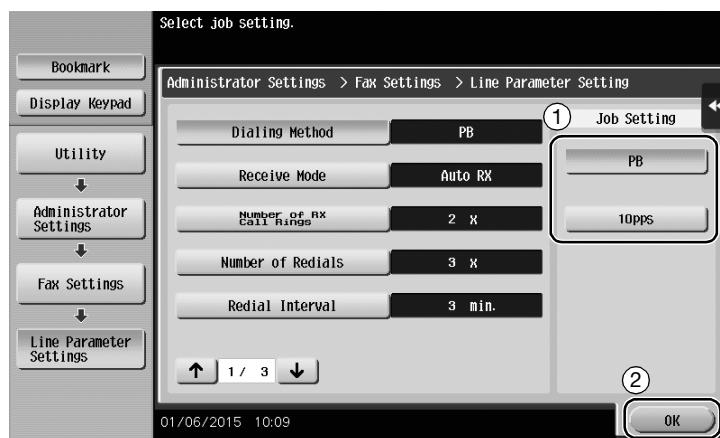 Select job setting.
Bookmark
Display Keypad
Utility
Administrator
Settings
Fax Settings
Line Parameter
Settings
Administrator Settings > Fax Settings > Line Parameter Setting
Dialing Method PB
Receive Mode Auto RX
Number of RX
Call Rings 2 x
Number of Redials 3 x
Redial Interval 3 min.
↑ 1/ 3 ↓
1 Job Setting
PB
10pps
2
OK
01/06/2015 10:09